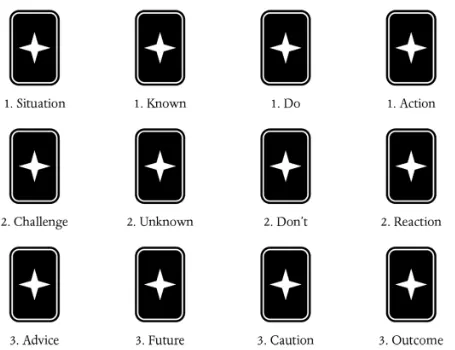 1. Situation
1. Known
1. Do
1. Action
2. Challenge
2. Unknown
2. Don't
2. Reaction
3. Advice
3. Future
3. Caution
3. Outcome